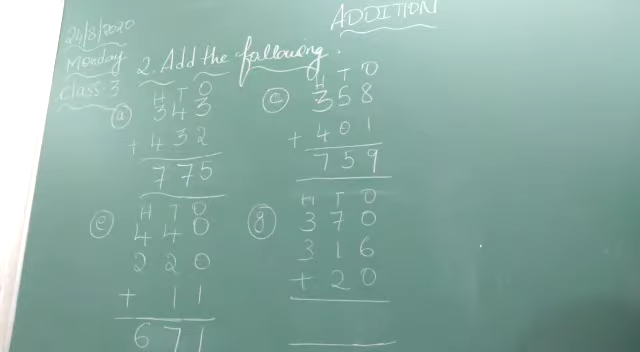 ADDITION
24/8/2020
Monday
Class-3
2. Add the following.
a
H T O
3 4 3
+ 4 3 2
7 7 5
c
H T O
3 5 8
+ 4 0 1
7 5 9
e
H T O
4 4 0
2 2 0
+ 1 1
6 7 1
g
H T O
3 7 0
3 1 6
+ 2 0